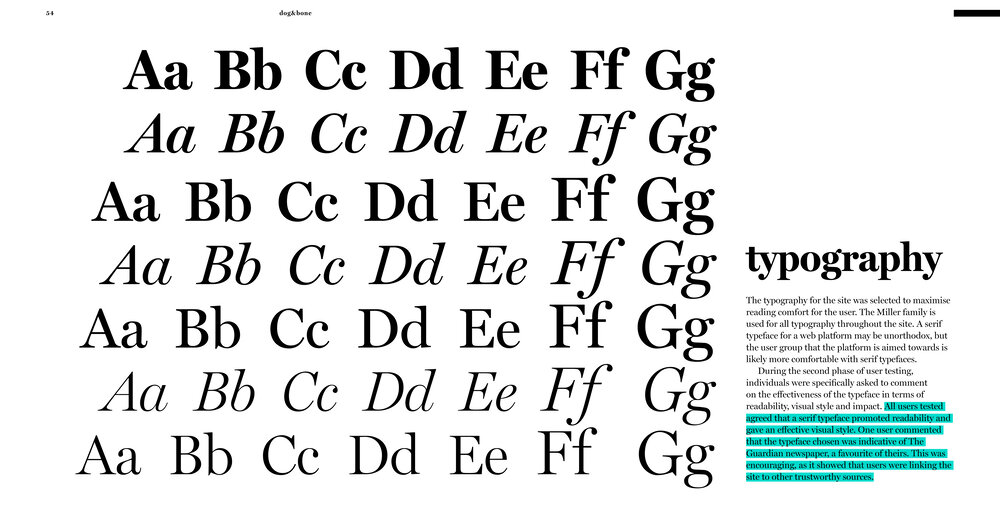 54
dog&bone
Aa Bb Cc Dd Ee Ff Gg
Aa Bb Cc Dd Ee Ff Gg
Aa Bb Cc Dd Ee Ff Gg
Aa Bb Cc Dd Ee Ff Gg
Aa Bb Cc Dd Ee Ff Gg
Aa Bb Cc Dd Ee Ff Gg
Aa Bb Cc Dd Ee Ff Gg
typography
The typography for the site was selected to maximise
reading comfort for the user. The Miller family is
used for all typography throughout the site. A serif
typeface for a web platform may be unorthodox, but
the user group that the platform is aimed towards is
likely more comfortable with serif typefaces.
During the second phase of user testing,
individuals were specifically asked to comment
on the effectiveness of the typeface in terms of
readability, visual style and impact. All users tested
agreed that a serif typeface promoted readability and
gave an effective visual style. One user commented
that the typeface chosen was indicative of The
Guardian newspaper, a favourite of theirs. This was
encouraging, as it showed that users were linking the
site to other trustworthy sources.